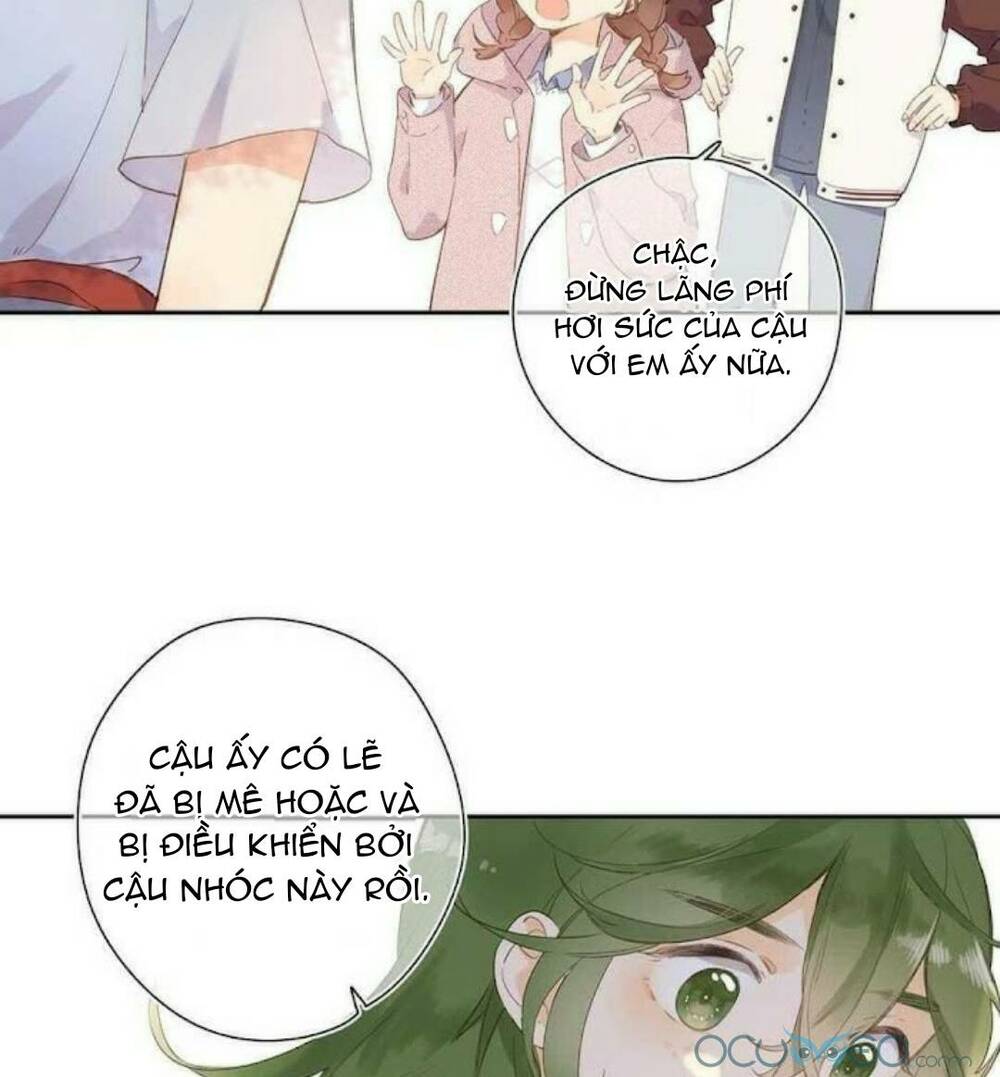 CHẬC,
ĐỪNG LÃNG PHÍ
HƠI SỨC CỦA CẬU
VỚI EM ẤY NỮA.
CẬU ẤY CÓ LẼ
ĐÃ BỊ MÊ HOẶC VÀ
BỊ ĐIỀU KHIỂN BỞI
CẬU NHÓC NÀY RỒI.